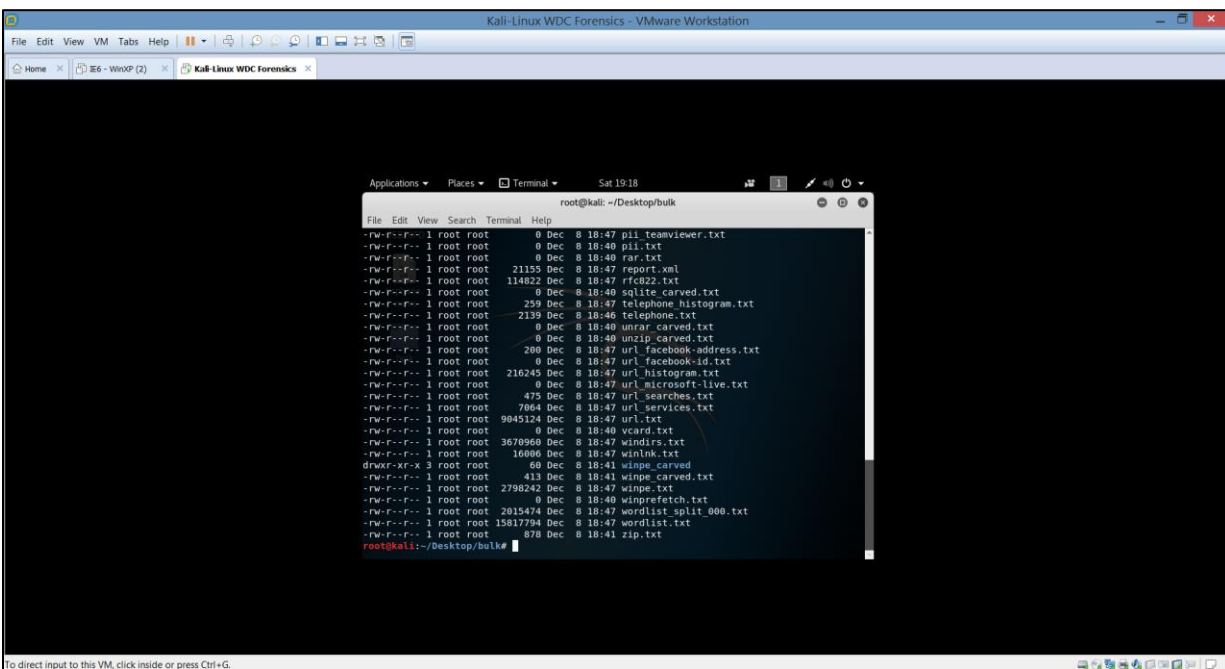 Kali-Linux WDC Forensics - VMware Workstation
File Edit View VM Tabs Help
Home IE6 - WinXP (2) Kali-Linux WDC Forensics
Applications Places Terminal Sat 19:18 1
root@kali: ~/Desktop/bulk
File Edit View Search Terminal Help
-rw-r--r-- 1 root root 0 Dec 8 18:47 pii_teamviewer.txt
-rw-r--r-- 1 root root 0 Dec 8 18:40 pii.txt
-rw-r--r-- 1 root root 0 Dec 8 18:40 rar.txt
-rw-r--r-- 1 root root 21155 Dec 8 18:47 report.xml
-rw-r--r-- 1 root root 114822 Dec 8 18:47 rfc822.txt
-rw-r--r-- 1 root root 0 Dec 8 18:40 sqlite_carved.txt
-rw-r--r-- 1 root root 259 Dec 8 18:47 telephone_histogram.txt
-rw-r--r-- 1 root root 2139 Dec 8 18:46 telephone.txt
-rw-r--r-- 1 root root 0 Dec 8 18:40 unrar_carved.txt
-rw-r--r-- 1 root root 0 Dec 8 18:40 unzip_carved.txt
-rw-r--r-- 1 root root 200 Dec 8 18:47 url_facebook-address.txt
-rw-r--r-- 1 root root 0 Dec 8 18:47 url_facebook-id.txt
-rw-r--r-- 1 root root 216245 Dec 8 18:47 url_histogram.txt
-rw-r--r-- 1 root root 0 Dec 8 18:47 url_microsoft-live.txt
-rw-r--r-- 1 root root 475 Dec 8 18:47 url_searches.txt
-rw-r--r-- 1 root root 7064 Dec 8 18:47 url_services.txt
-rw-r--r-- 1 root root 9045124 Dec 8 18:47 url.txt
-rw-r--r-- 1 root root 0 Dec 8 18:40 vcard.txt
-rw-r--r-- 1 root root 3670960 Dec 8 18:47 windirs.txt
-rw-r--r-- 1 root root 16006 Dec 8 18:47 winlnk.txt
drwxr-xr-x 3 root root 60 Dec 8 18:41 winpe_carved
-rw-r--r-- 1 root root 413 Dec 8 18:41 winpe_carved.txt
-rw-r--r-- 1 root root 2798242 Dec 8 18:47 winpe.txt
-rw-r--r-- 1 root root 0 Dec 8 18:40 winprefetch.txt
-rw-r--r-- 1 root root 2015474 Dec 8 18:47 wordlist_split_000.txt
-rw-r--r-- 1 root root 15817794 Dec 8 18:47 wordlist.txt
-rw-r--r-- 1 root root 878 Dec 8 18:41 zip.txt
root@kali:~/Desktop/bulk#
To direct input to this VM, click inside or press Ctrl+G.